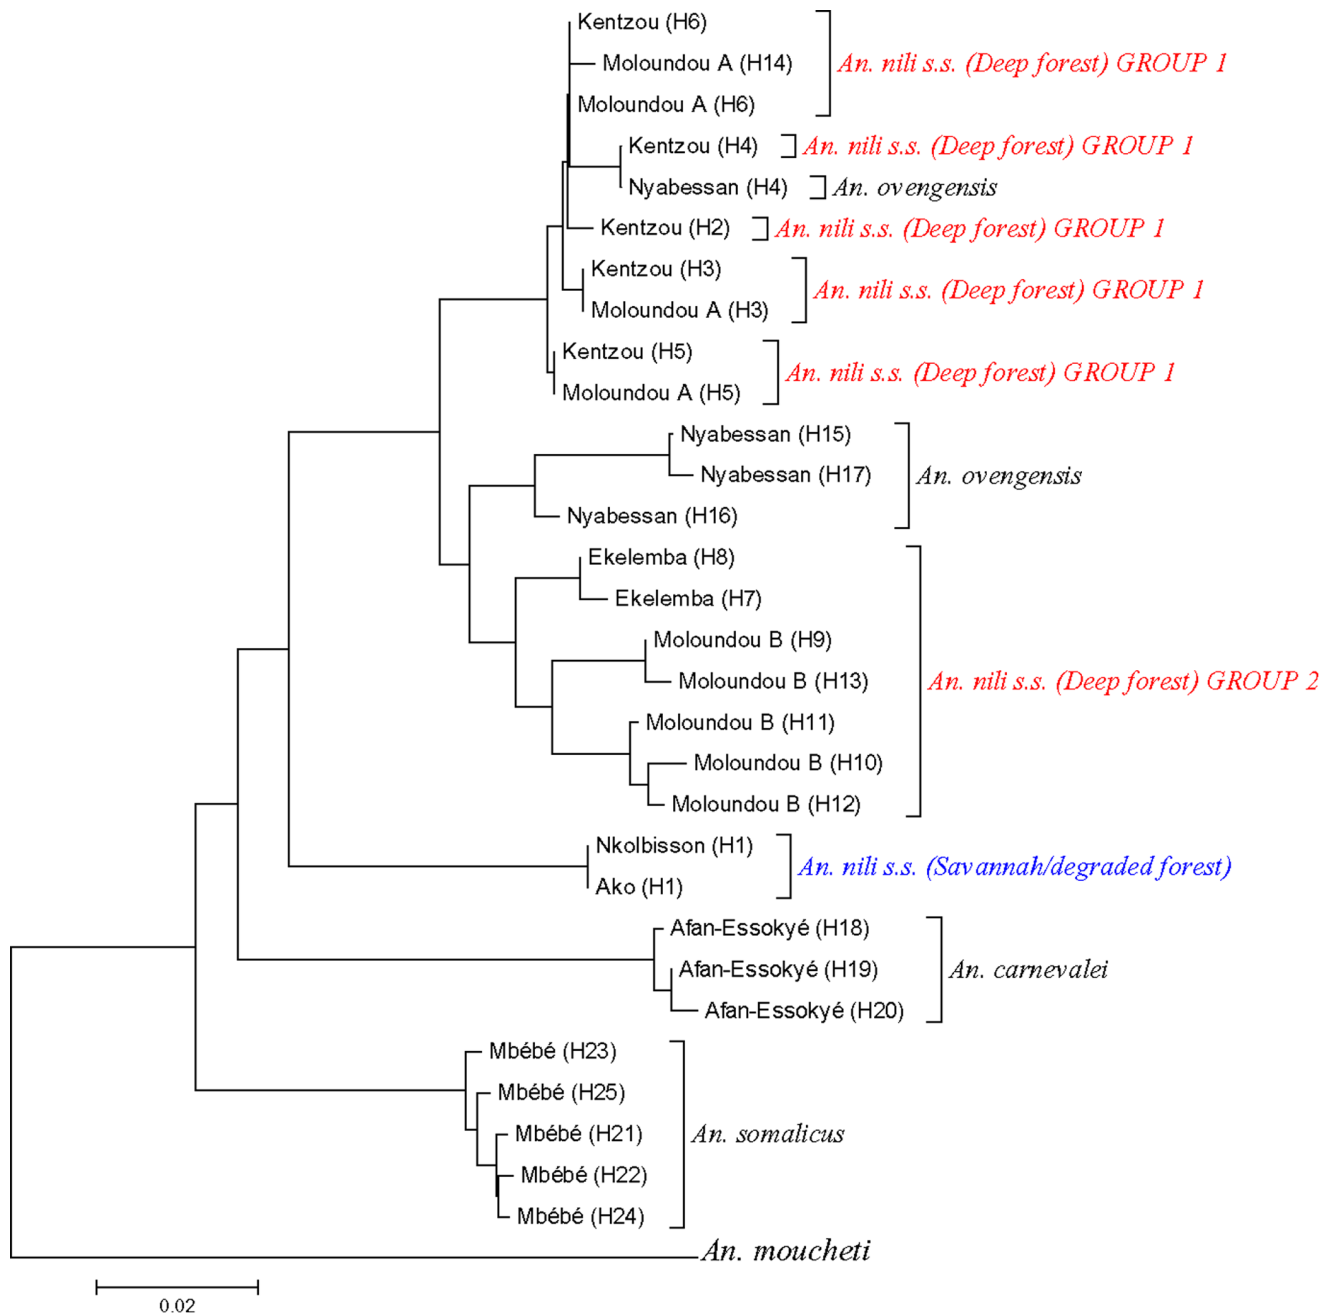 Kentzou (H6)
Moloundou A (H14)
An. nili s.s. (Deep forest) GROUP 1
Moloundou A (H6)
Kentzou (H4)
An. nili s.s. (Deep forest) GROUP 1
Nyabessan (H4)
An. ovengensis
Kentzou (H2)
An. nili s.s. (Deep forest) GROUP 1
Kentzou (H3)
An. nili s.s. (Deep forest) GROUP 1
Moloundou A (H3)
Kentzou (H5)
An. nili s.s. (Deep forest) GROUP 1
Moloundou A (H5)
Nyabessan (H15)
Nyabessan (H17)
An. ovengensis
Nyabessan (H16)
Ekelemba (H8)
Ekelemba (H7)
Moloundou B (H9)
Moloundou B (H13)
An. nili s.s. (Deep forest) GROUP 2
Moloundou B (H11)
Moloundou B (H10)
Moloundou B (H12)
Nkolbisson (H1)
An. nili s.s. (Savannah/degraded forest)
Ako (H1)
Afan-Essokyé (H18)
Afan-Essokyé (H19)
An. carnevalei
Afan-Essokyé (H20)
Mbébé (H23)
Mbébé (H25)
Mbébé (H21)
An. somalicus
Mbébé (H22)
Mbébé (H24)
An. moucheti
0.02